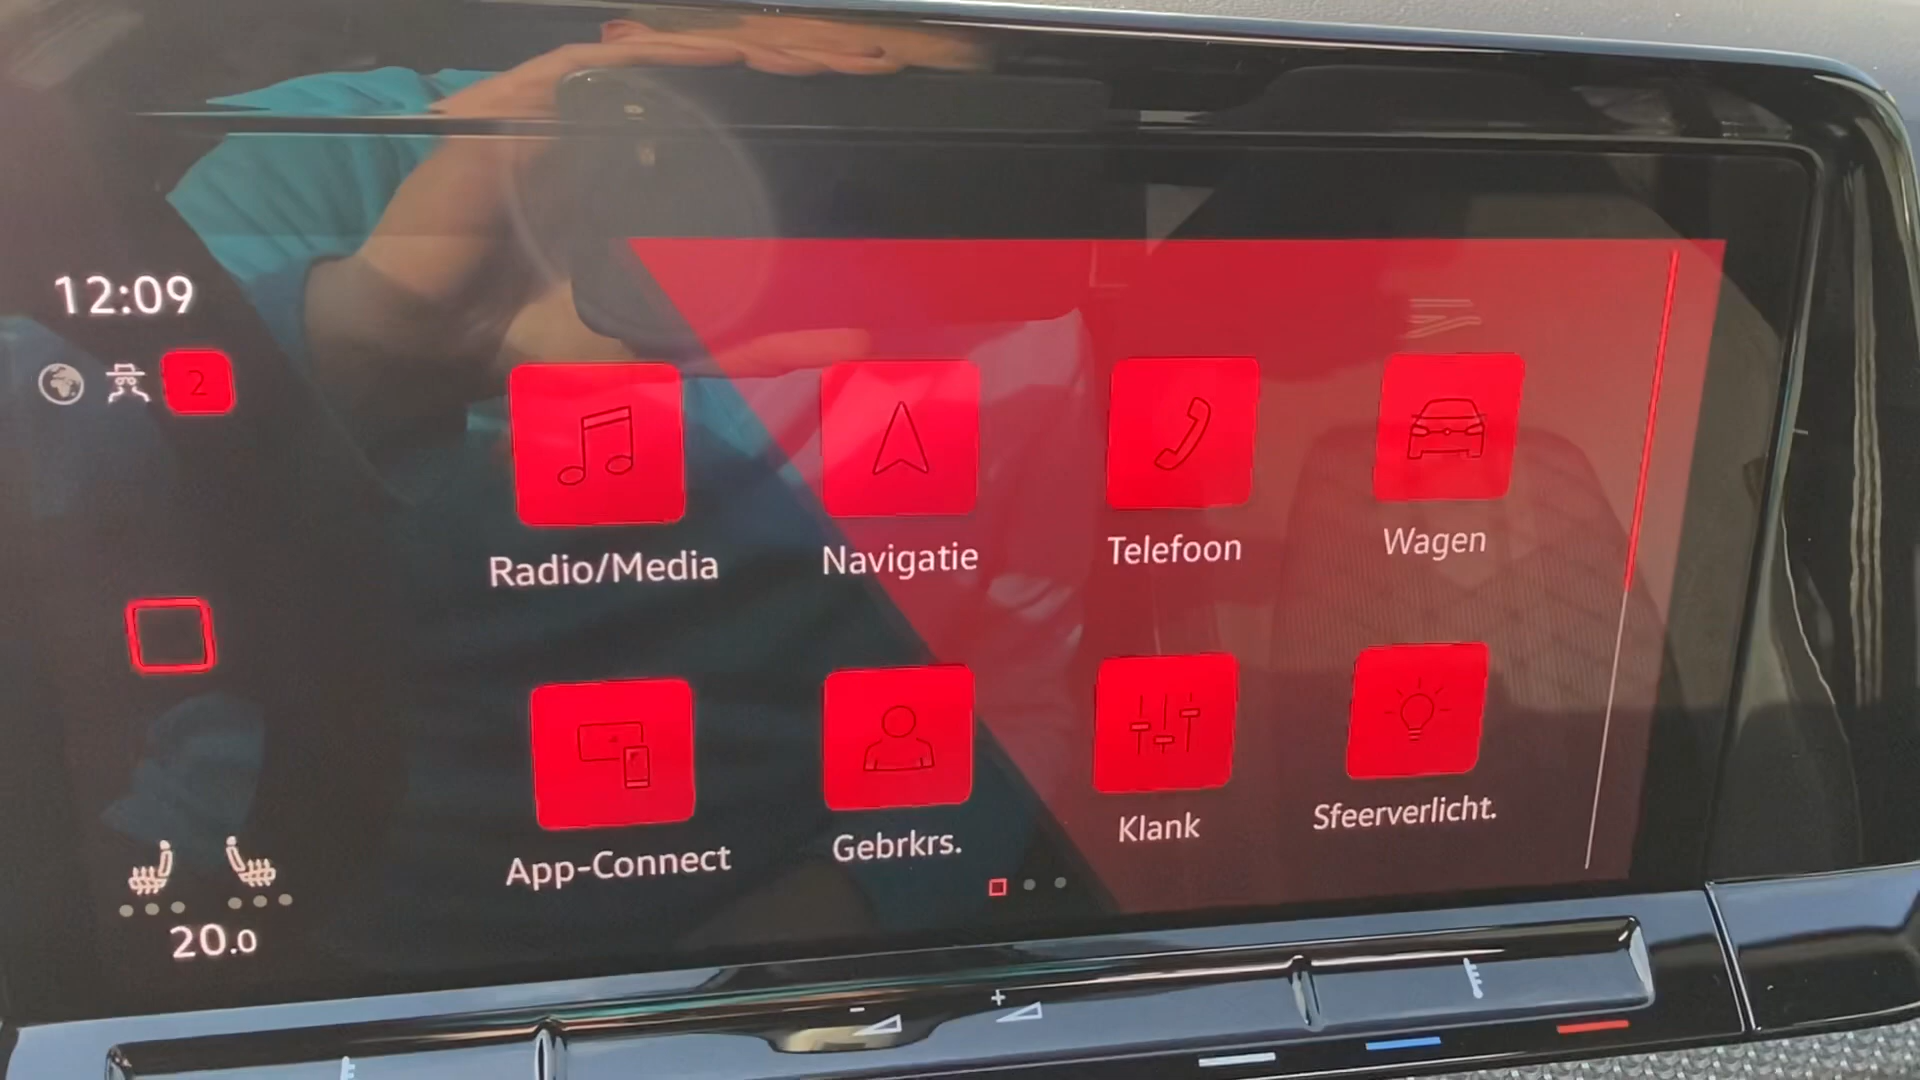 12:09
2
Radio/Media
Navigatie
Telefoon
Wagen
App-Connect
Gebrkrs.
Klank
Sfeerverlicht.
20.0
- +